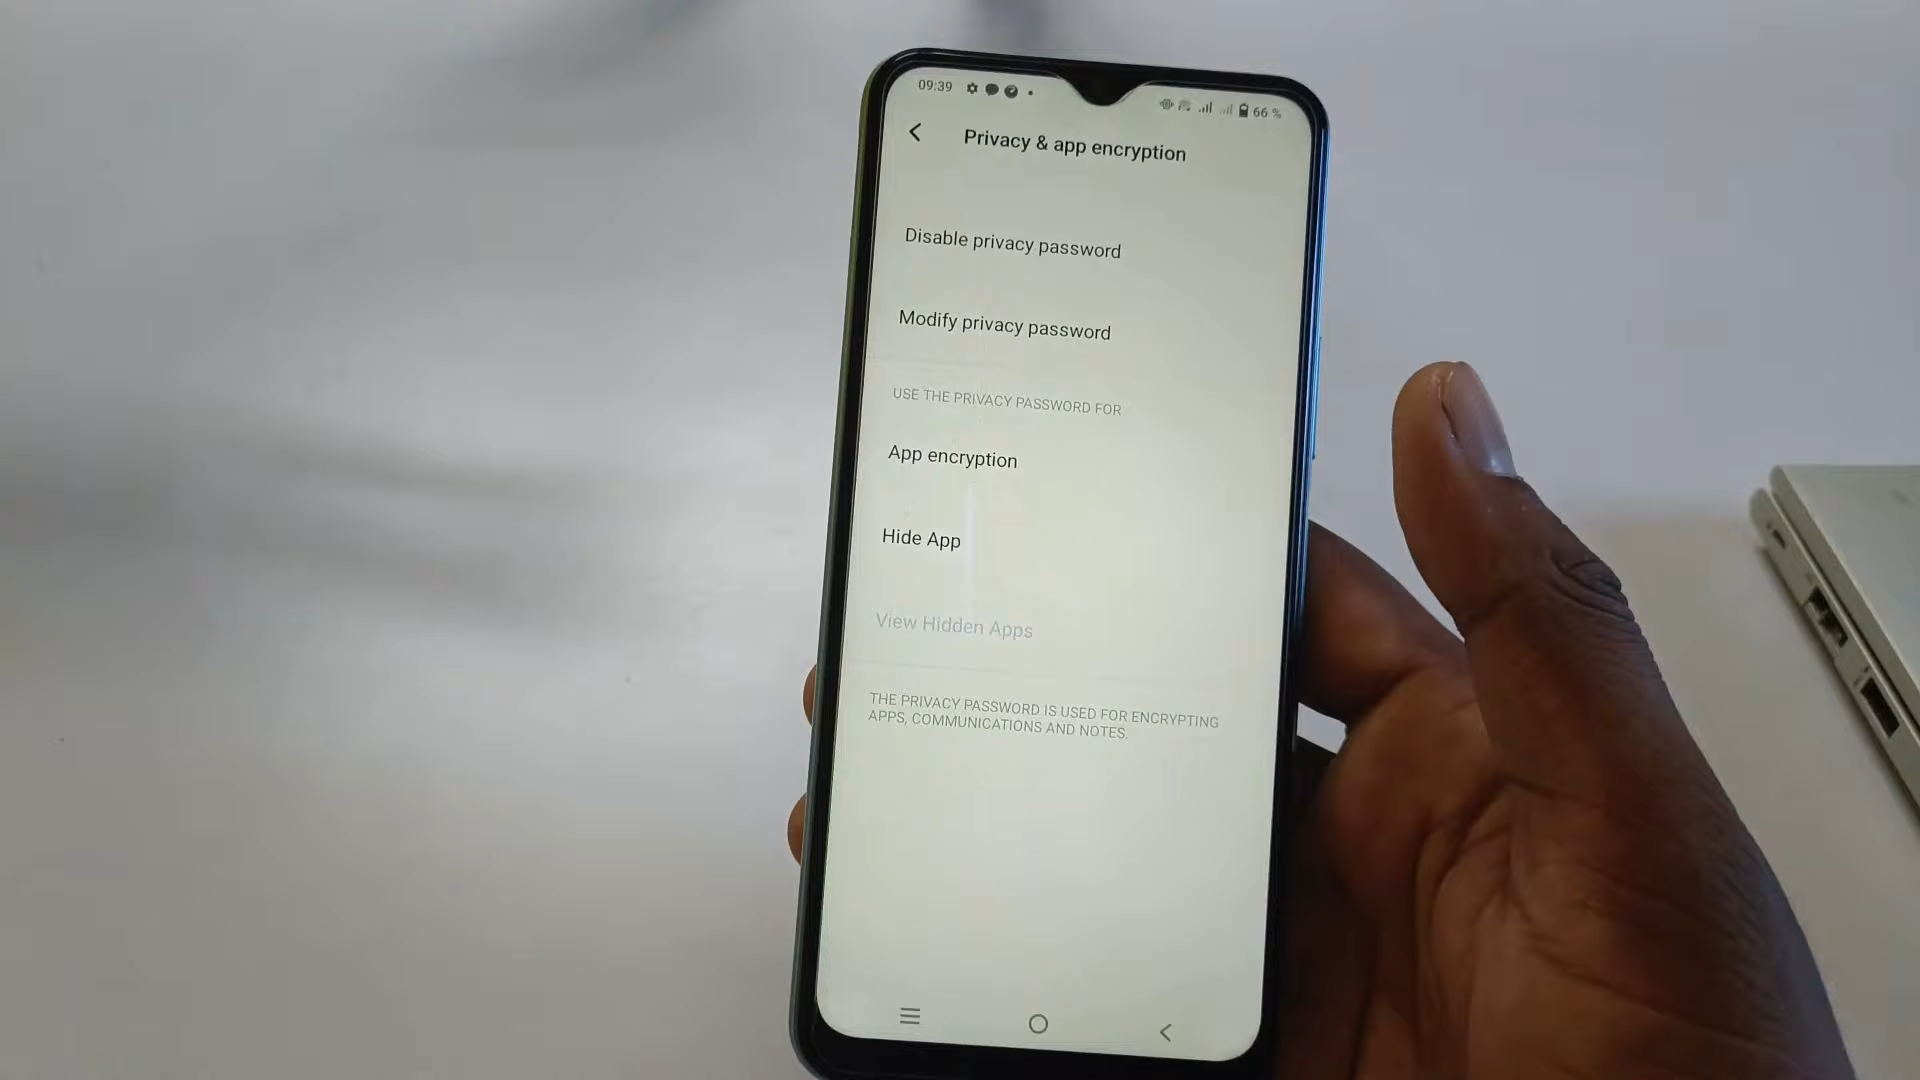 09:39
66 %
Privacy & app encryption
Disable privacy password
Modify privacy password
USE THE PRIVACY PASSWORD FOR
App encryption
Hide App
View Hidden Apps
THE PRIVACY PASSWORD IS USED FOR ENCRYPTING
APPS, COMMUNICATIONS AND NOTES.